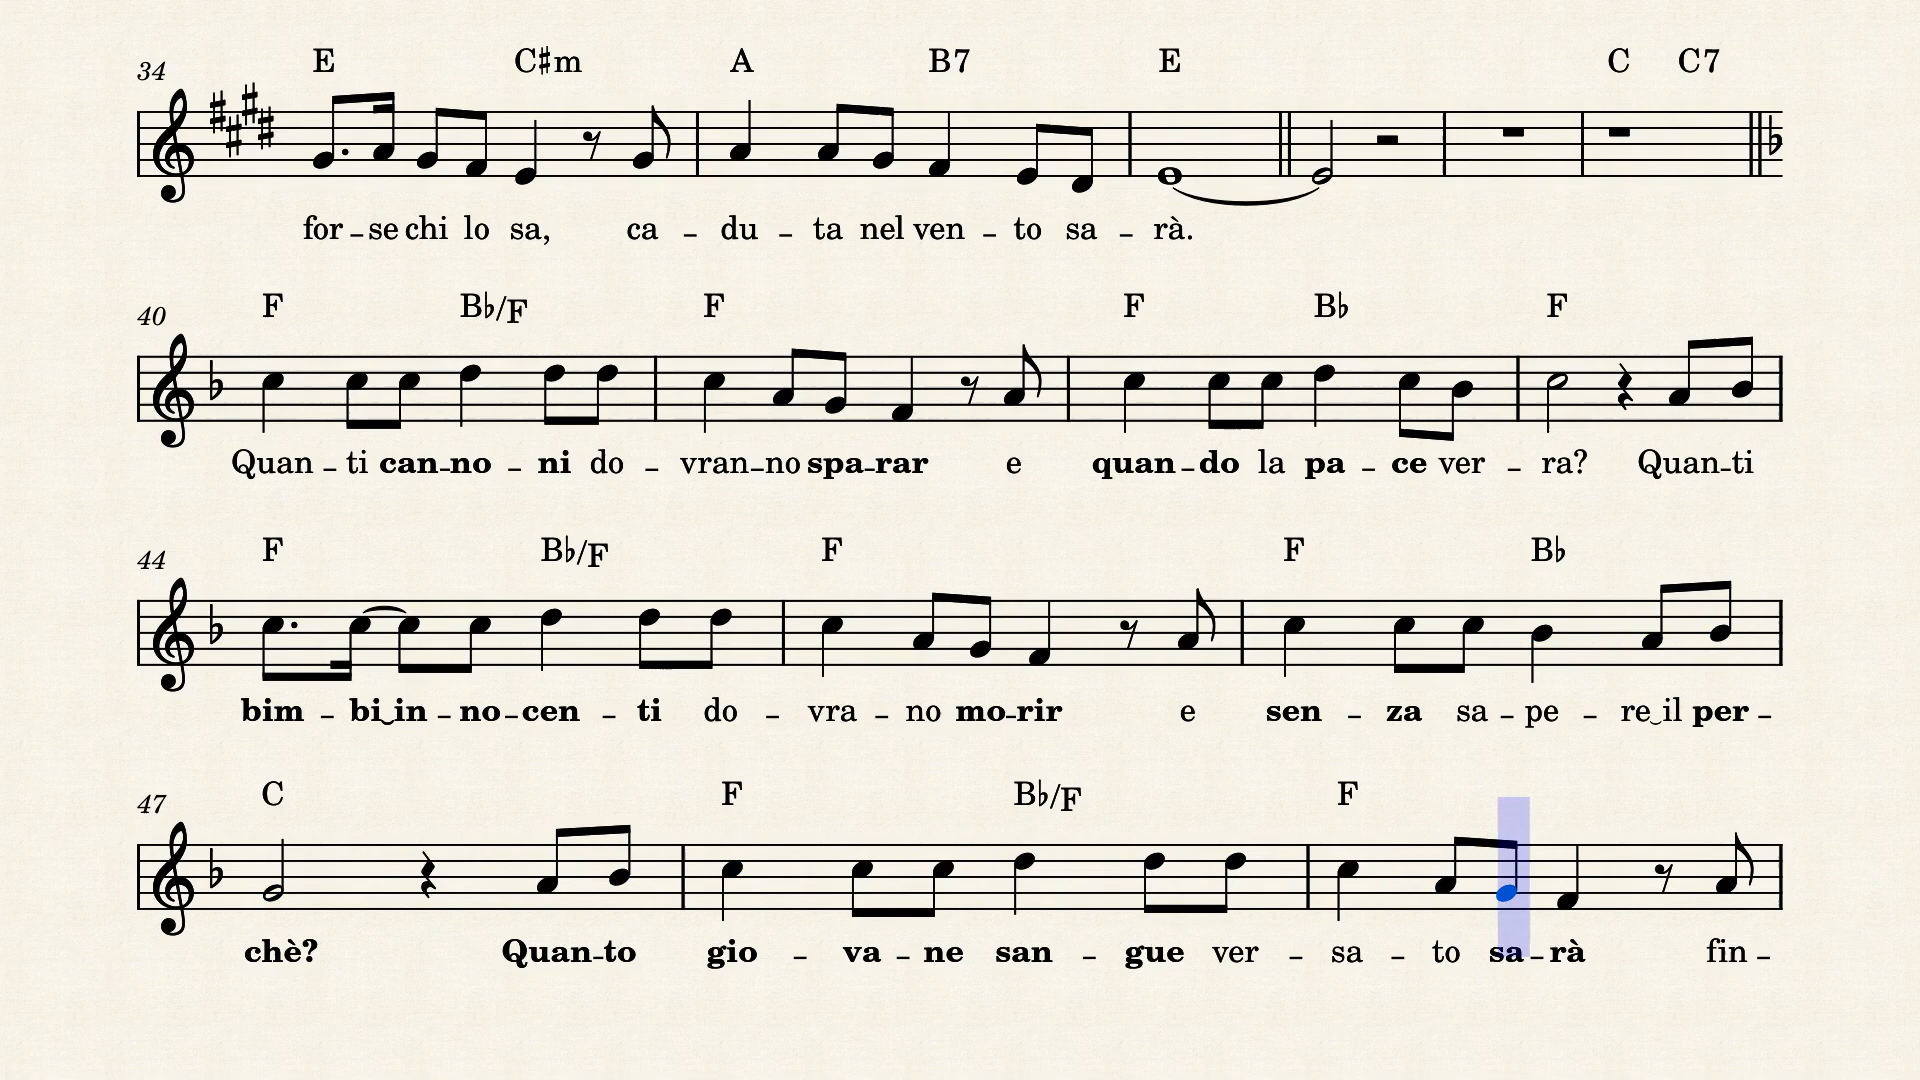 34 E C♯m A B7 E C C7
for – se chi lo sa, ca – du – ta nel ven – to sa – rà.
40 F B♭/F F F B♭ F
Quan – ti can – no – ni do – vran – no spa – rar e quan – do la pa – ce ver – ra? Quan – ti
44 F B♭/F F F B♭
bim – bi‿in – no – cen – ti do – vra – no mo – rir e sen – za sa – pe – re‿il per –
47 C F B♭/F F
chè? Quan – to gio – va – ne san – gue ver – sa – to sa – rà fin –